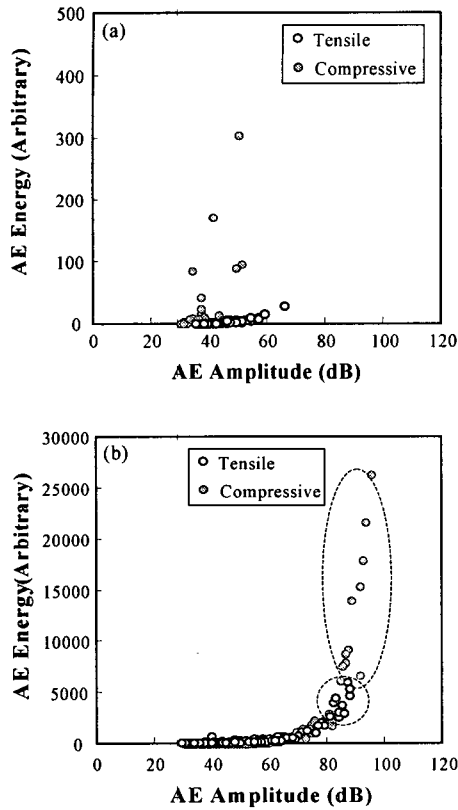 (a)
Tensile
Compressive
AE Energy (Arbitrary)
500
400
300
200
100
0
0 20 40 60 80 100 120
AE Amplitude (dB)
(b)
Tensile
Compressive
AE Energy(Arbitrary)
30000
25000
20000
15000
10000
5000
0
0 20 40 60 80 100 120
AE Amplitude (dB)